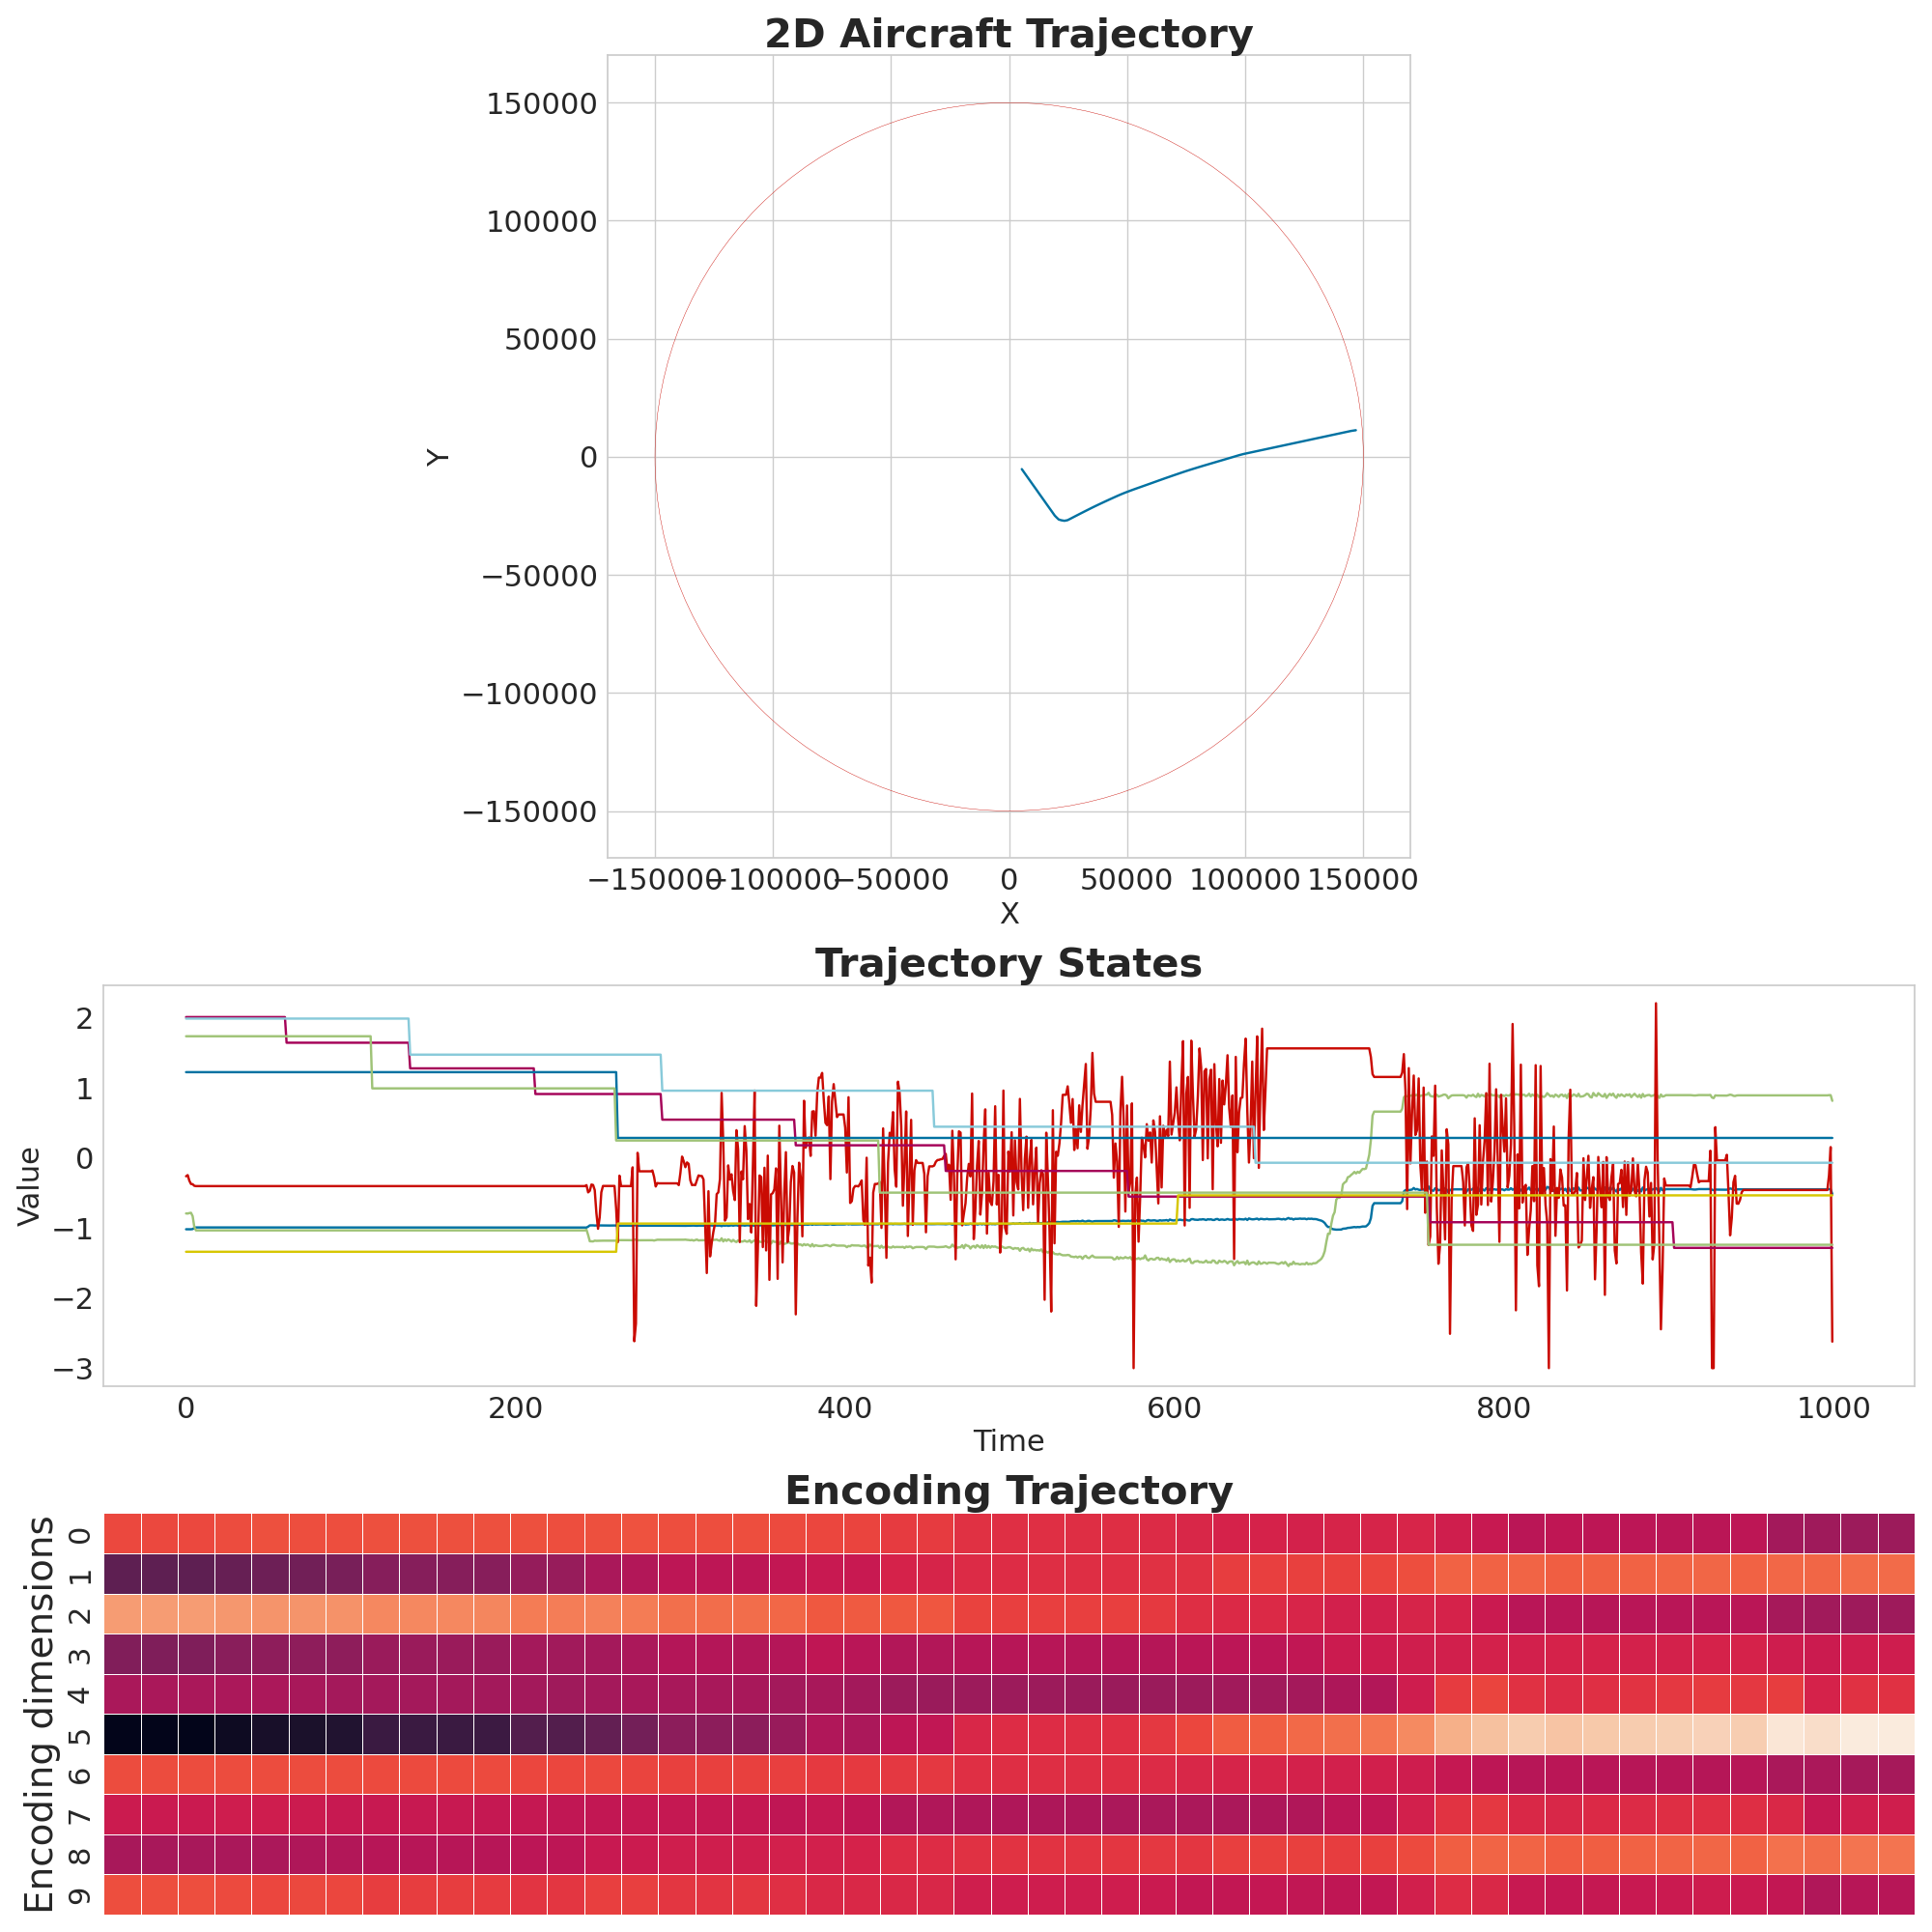 2D Aircraft Trajectory
150000
100000
50000
0
−50000
−100000
−150000
Y
−150000 −100000 −50000 0 50000 100000 150000
X
Trajectory States
2
1
0
−1
−2
−3
Value
0 200 400 600 800 1000
Time
Encoding Trajectory
0
1
2
3
4
5
6
7
8
9
Encoding dimensions